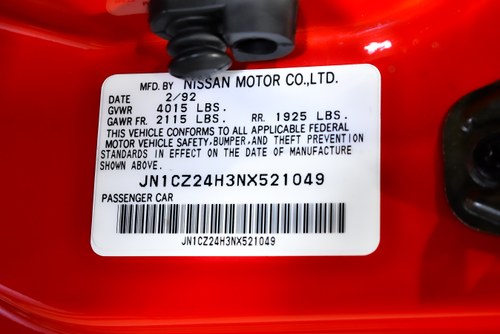 MFD. BY NISSAN MOTOR CO.,LTD.
DATE 2/92
GVWR 4015 LBS.
GAWR FR. 2115 LBS. RR. 1925 LBS.
THIS VEHICLE CONFORMS TO ALL APPLICABLE FEDERAL
MOTOR VEHICLE SAFETY,BUMPER,AND THEFT PREVENTION
STANDARDS IN EFFECT ON THE DATE OF MANUFACTURE
SHOWN ABOVE.
JN1CZ24H3NX521049
PASSENGER CAR
JN1CZ24H3NX521049